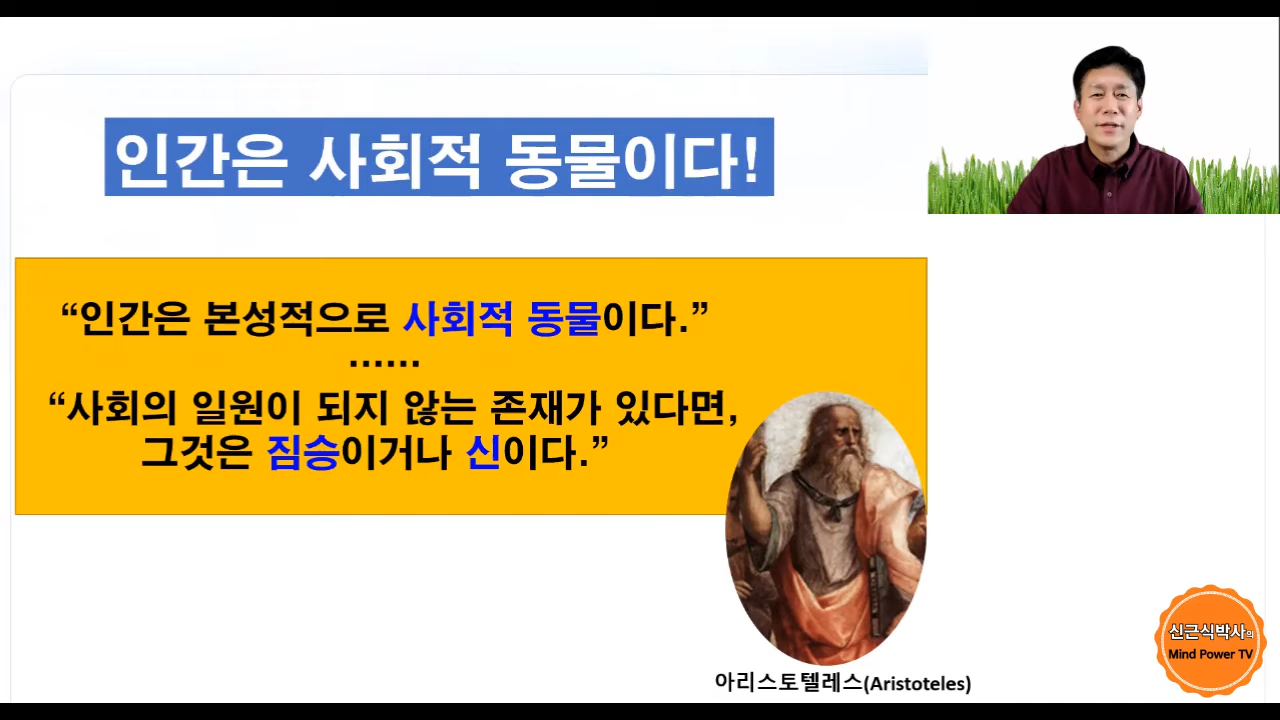 인간은 사회적 동물이다!
“인간은 본성적으로 사회적 동물이다.”
......
“사회의 일원이 되지 않는 존재가 있다면,
그것은 짐승이거나 신이다.”
아리스토텔레스(Aristoteles)
신근식박사의
Mind Power TV